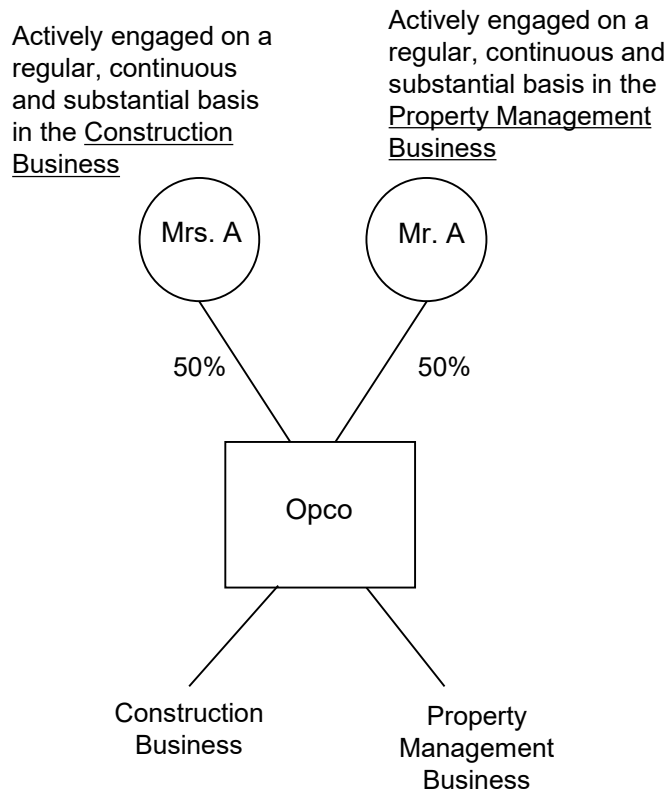 Actively engaged on a
regular, continuous
and substantial basis
in the Construction
Business
Actively engaged on a
regular, continuous and
substantial basis in the
Property Management
Business
Mrs. A
Mr. A
50%
50%
Opco
Construction
Business
Property
Management
Business